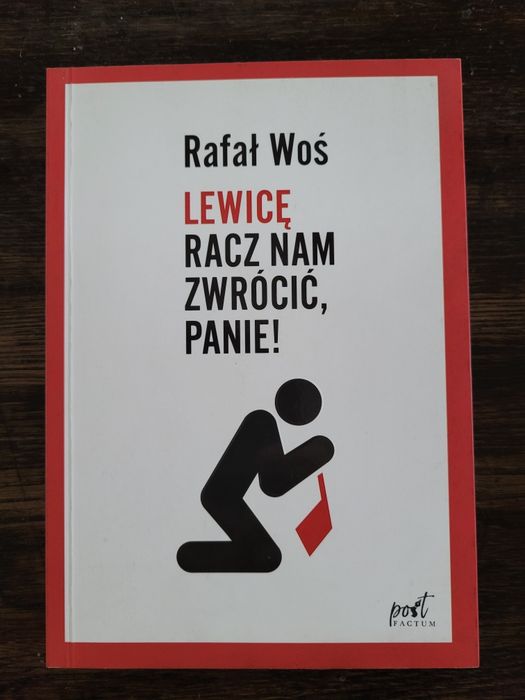 Rafał Woś
LEWICĘ
RACZ NAM
ZWRÓCIĆ,
PANIE!
post
FACTUM